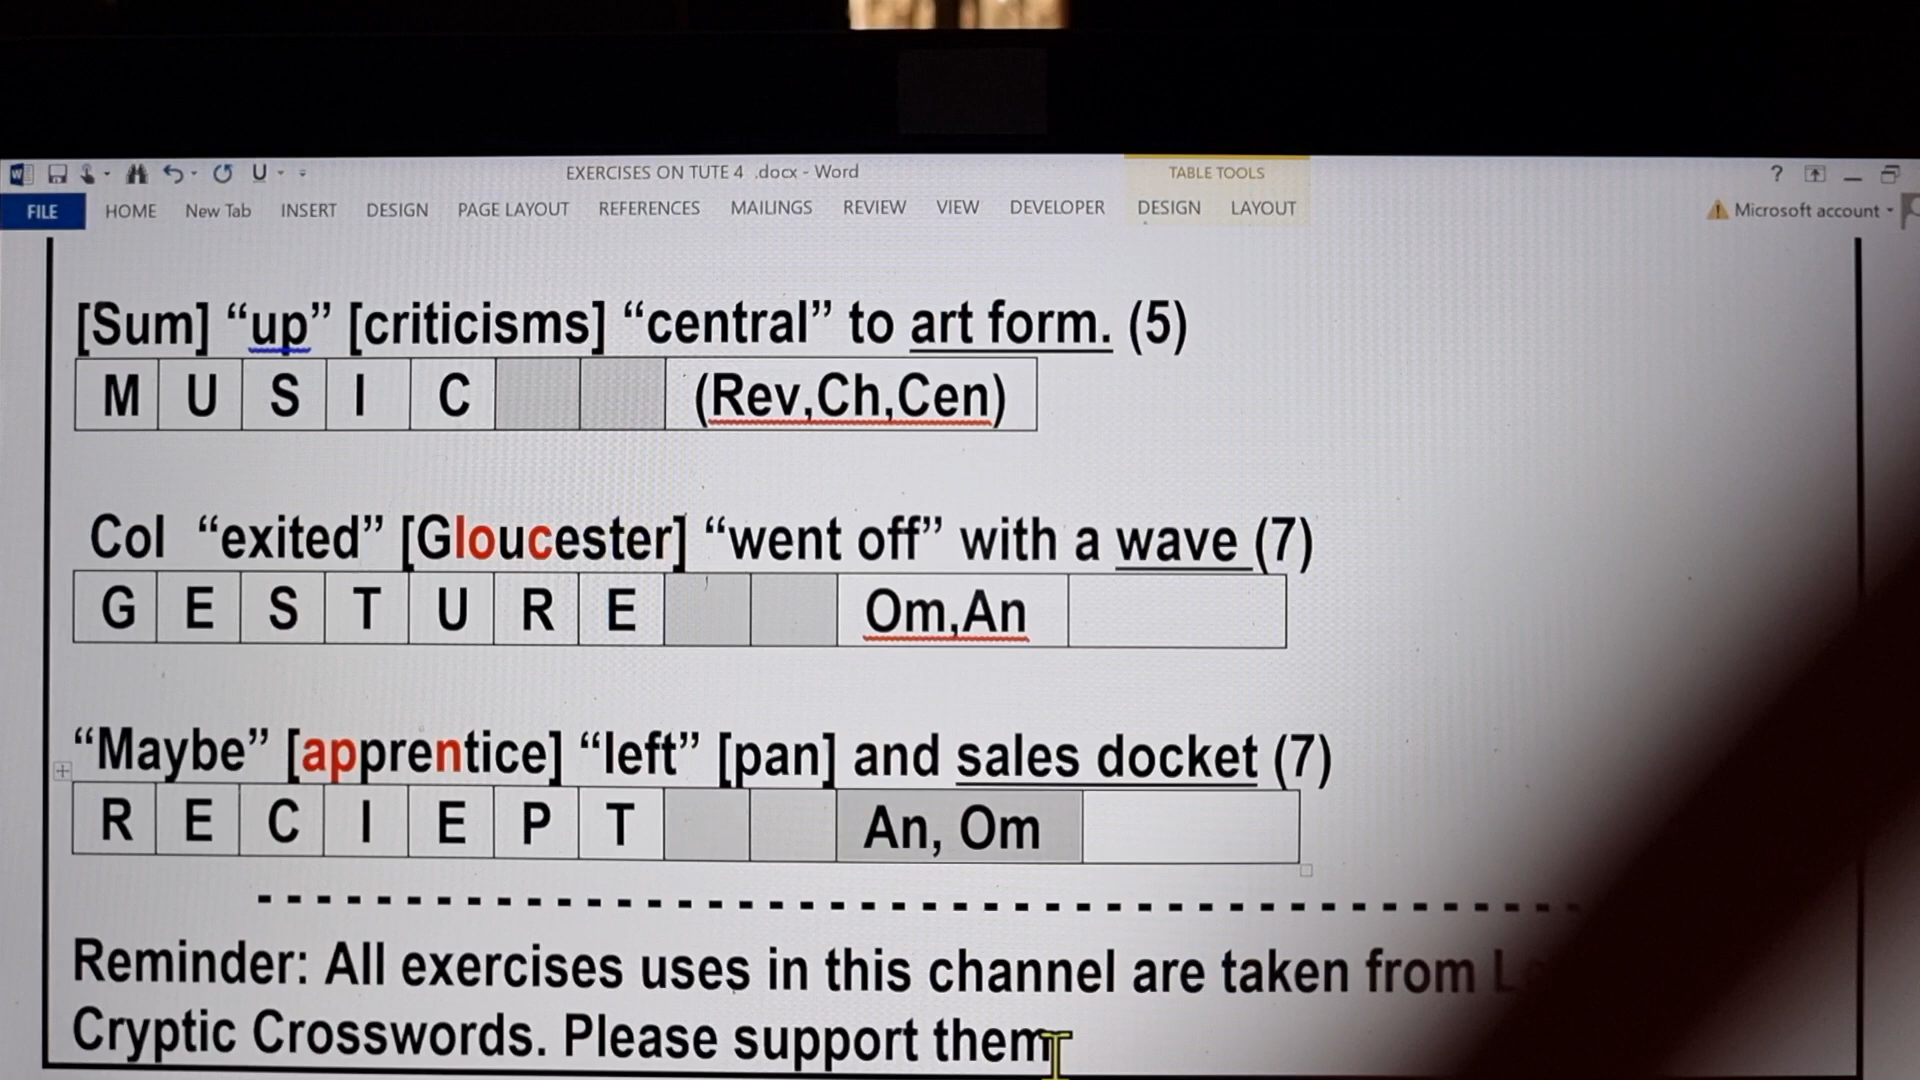 EXERCISES ON TUTE 4 .docx - Word
TABLE TOOLS
?
FILE HOME New Tab INSERT DESIGN PAGE LAYOUT REFERENCES MAILINGS REVIEW VIEW DEVELOPER DESIGN LAYOUT Microsoft account
[Sum] “up” [criticisms] “central” to art form. (5)
M U S I C (Rev,Ch,Cen)
Col “exited” [Gloucester] “went off” with a wave (7)
G E S T U R E Om,An
“Maybe” [apprentice] “left” [pan] and sales docket (7)
R E C I E P T An, Om
Reminder: All exercises uses in this channel are taken from
Cryptic Crosswords. Please support them